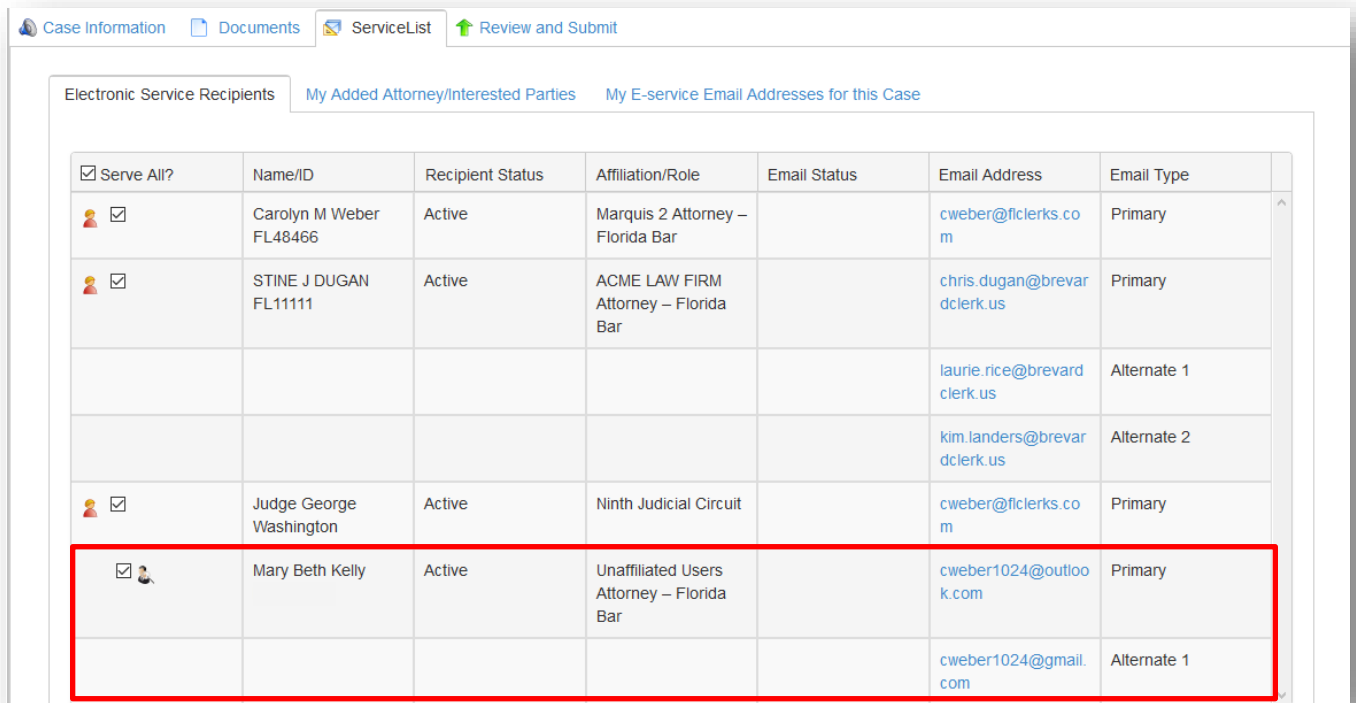 Case Information Documents ServiceList Review and Submit
Electronic Service Recipients My Added Attorney/Interested Parties My E-service Email Addresses for this Case
Serve All? Name/ID Recipient Status Affiliation/Role Email Status Email Address Email Type
Carolyn M Weber Active Marquis 2 Attorney – cweber@flclerks.co Primary
FL48466 Florida Bar m
STINE J DUGAN Active ACME LAW FIRM chris.dugan@brevar Primary
FL11111 Attorney – Florida dclerk.us
Bar
laurie.rice@brevard Alternate 1
clerk.us
kim.landers@brevar Alternate 2
dclerk.us
Judge George Active Ninth Judicial Circuit cweber@flclerks.co Primary
Washington m
Mary Beth Kelly Active Unaffiliated Users cweber1024@outloo Primary
Attorney – Florida k.com
Bar
cweber1024@gmail. Alternate 1
com